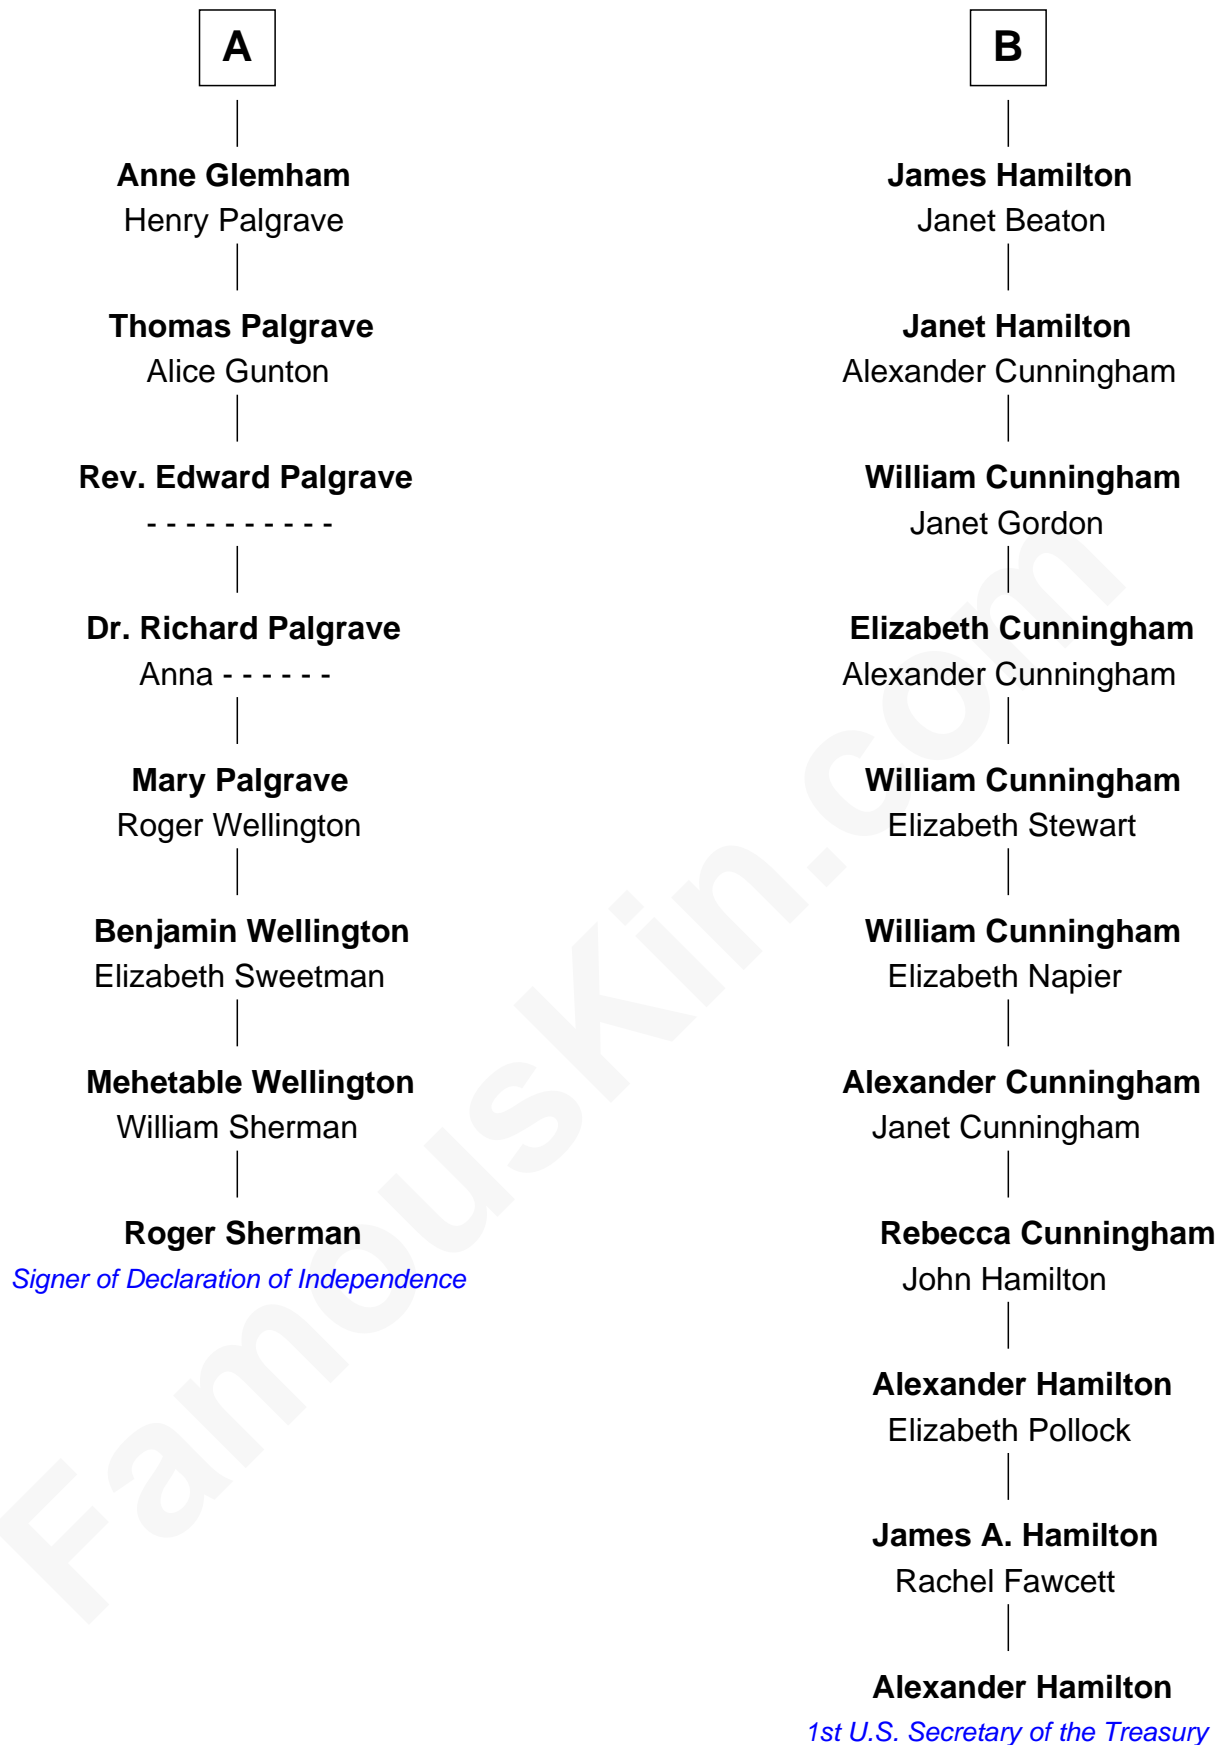 A
Anne Glemham
Henry Palgrave
Thomas Palgrave
Alice Gunton
Rev. Edward Palgrave
- - - - - - - - - -
Dr. Richard Palgrave
Anna - - - - - -
Mary Palgrave
Roger Wellington
Benjamin Wellington
Elizabeth Sweetman
Mehetable Wellington
William Sherman
Roger Sherman
Signer of Declaration of Independence
B
James Hamilton
Janet Beaton
Janet Hamilton
Alexander Cunningham
William Cunningham
Janet Gordon
Elizabeth Cunningham
Alexander Cunningham
William Cunningham
Elizabeth Stewart
William Cunningham
Elizabeth Napier
Alexander Cunningham
Janet Cunningham
Rebecca Cunningham
John Hamilton
Alexander Hamilton
Elizabeth Pollock
James A. Hamilton
Rachel Fawcett
Alexander Hamilton
1st U.S. Secretary of the Treasury
FamousKin.com